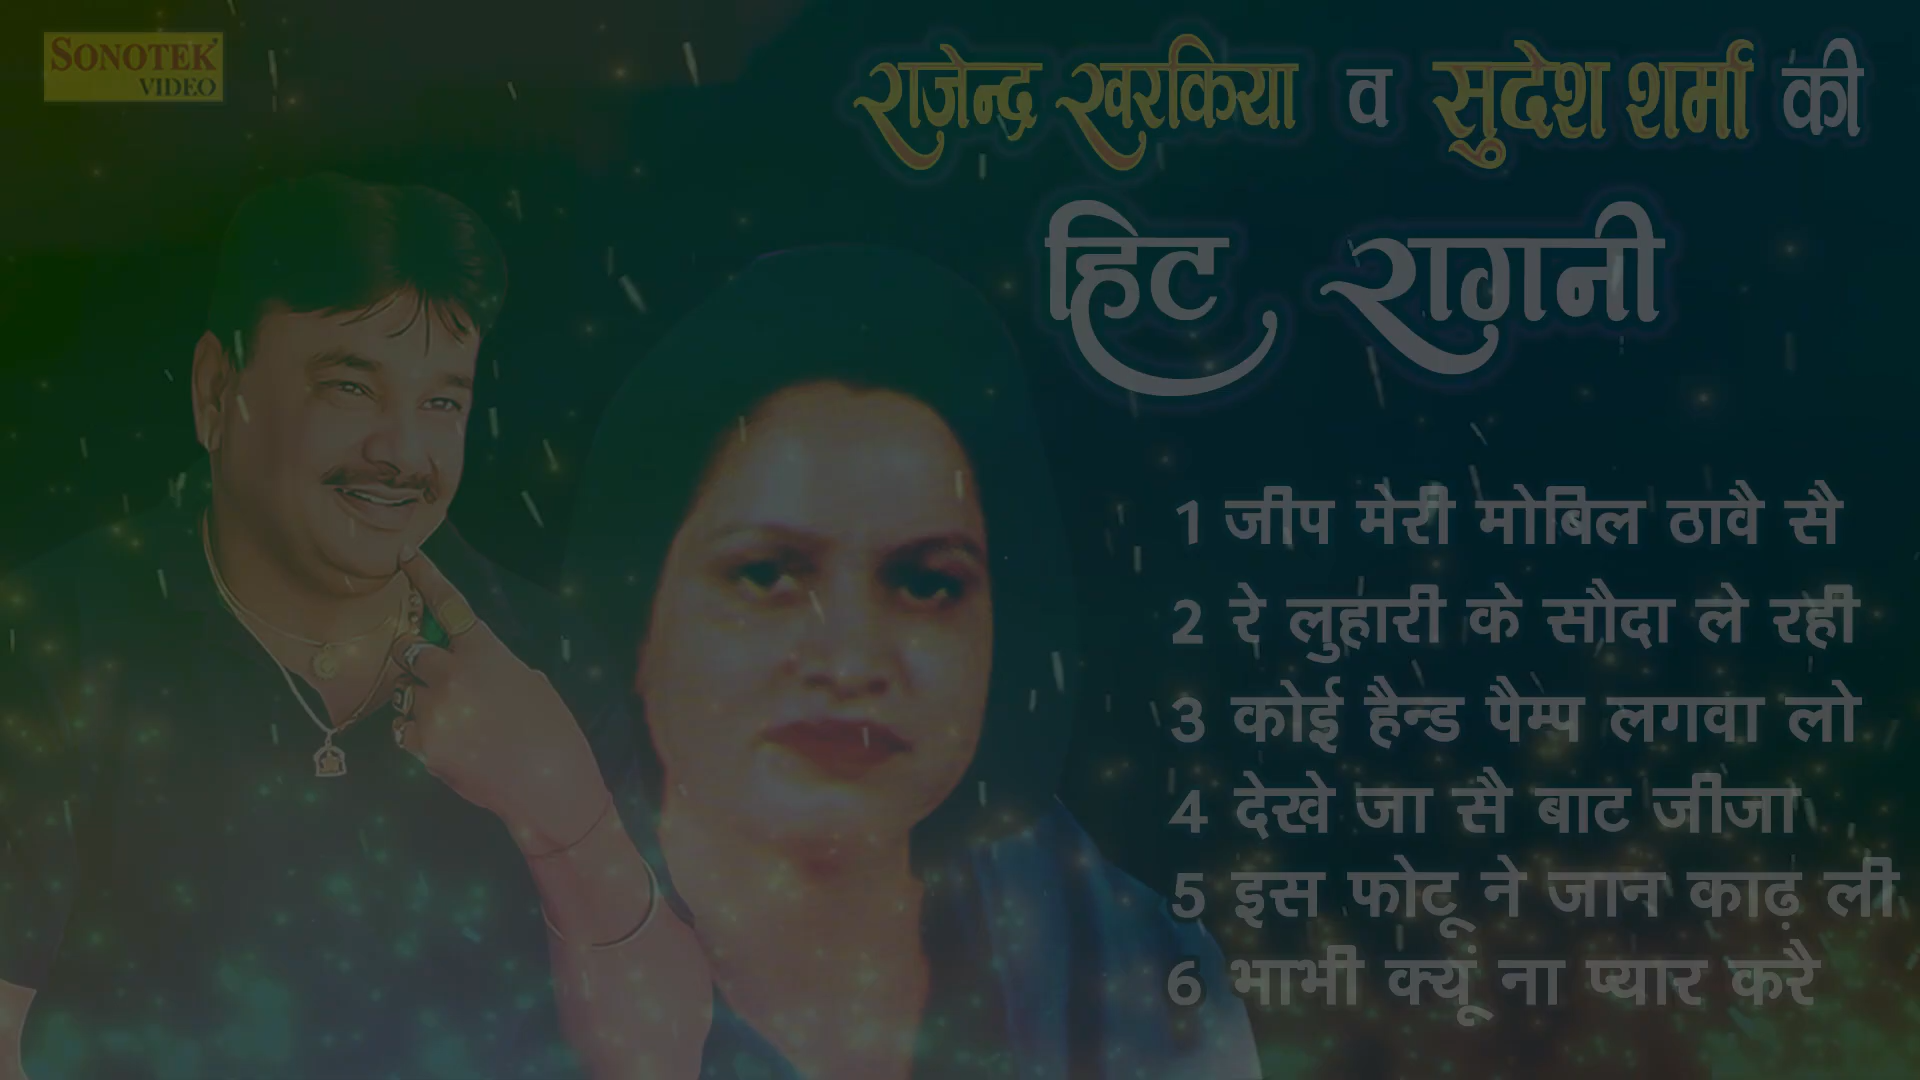 SONOTEK
VIDEO
राजेन्द्र खरकिया व सुदेश शर्मा की
हिट रागनी
1 जीप मेरी मोबिल ठावै सै
2 रे लुहारी के सौदा ले रही
3 कोई हैन्ड पैम्प लगवा लो
4 देखे जा सै बाट जीजा
5 इस फोटू ने जान काढ़ ली
6 भाभी क्यूं ना प्यार करै